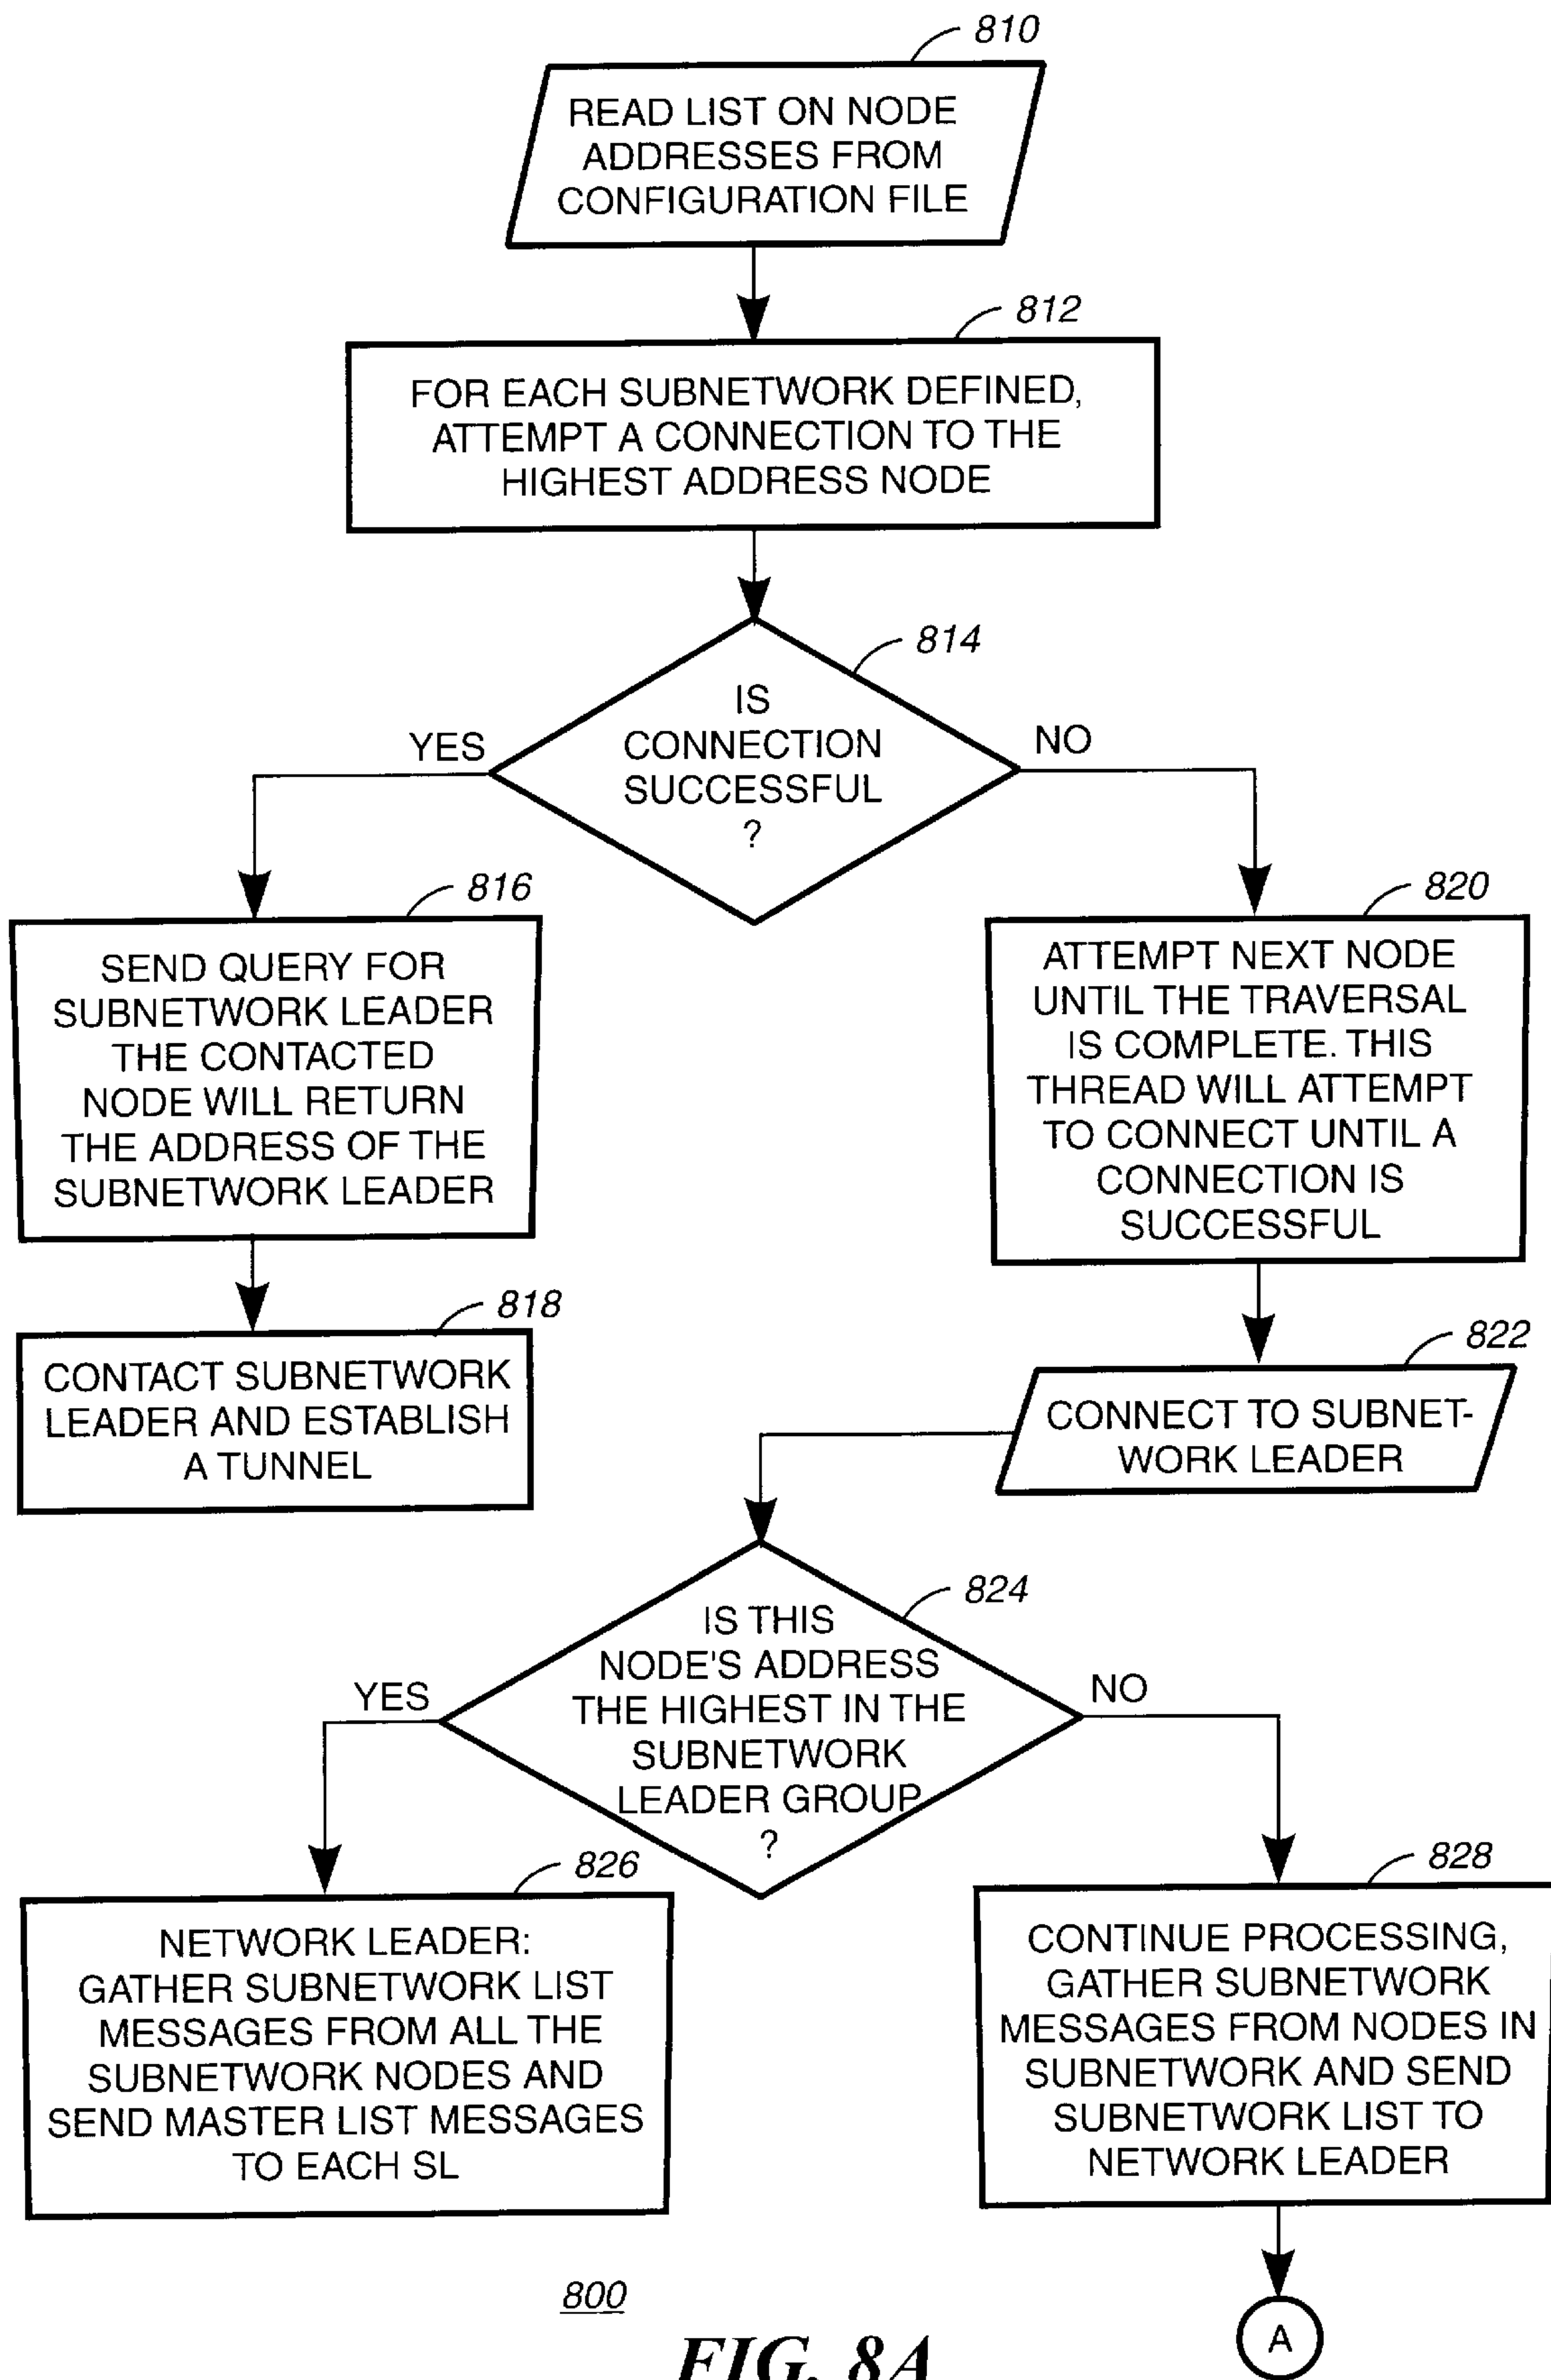 810
READ LIST ON NODE
ADDRESSES FROM
CONFIGURATION FILE
812
FOR EACH SUBNETWORK DEFINED,
ATTEMPT A CONNECTION TO THE
HIGHEST ADDRESS NODE
814
IS
CONNECTION
SUCCESSFUL
?
YES
NO
816
SEND QUERY FOR
SUBNETWORK LEADER
THE CONTACTED
NODE WILL RETURN
THE ADDRESS OF THE
SUBNETWORK LEADER
818
CONTACT SUBNETWORK
LEADER AND ESTABLISH
A TUNNEL
820
ATTEMPT NEXT NODE
UNTIL THE TRAVERSAL
IS COMPLETE. THIS
THREAD WILL ATTEMPT
TO CONNECT UNTIL A
CONNECTION IS
SUCCESSFUL
822
CONNECT TO SUBNET-
WORK LEADER
824
IS THIS
NODE'S ADDRESS
THE HIGHEST IN THE
SUBNETWORK
LEADER GROUP
?
YES
NO
826
NETWORK LEADER:
GATHER SUBNETWORK LIST
MESSAGES FROM ALL THE
SUBNETWORK NODES AND
SEND MASTER LIST MESSAGES
TO EACH SL
828
CONTINUE PROCESSING,
GATHER SUBNETWORK
MESSAGES FROM NODES IN
SUBNETWORK AND SEND
SUBNETWORK LIST TO
NETWORK LEADER
A
800
FIG. 8A